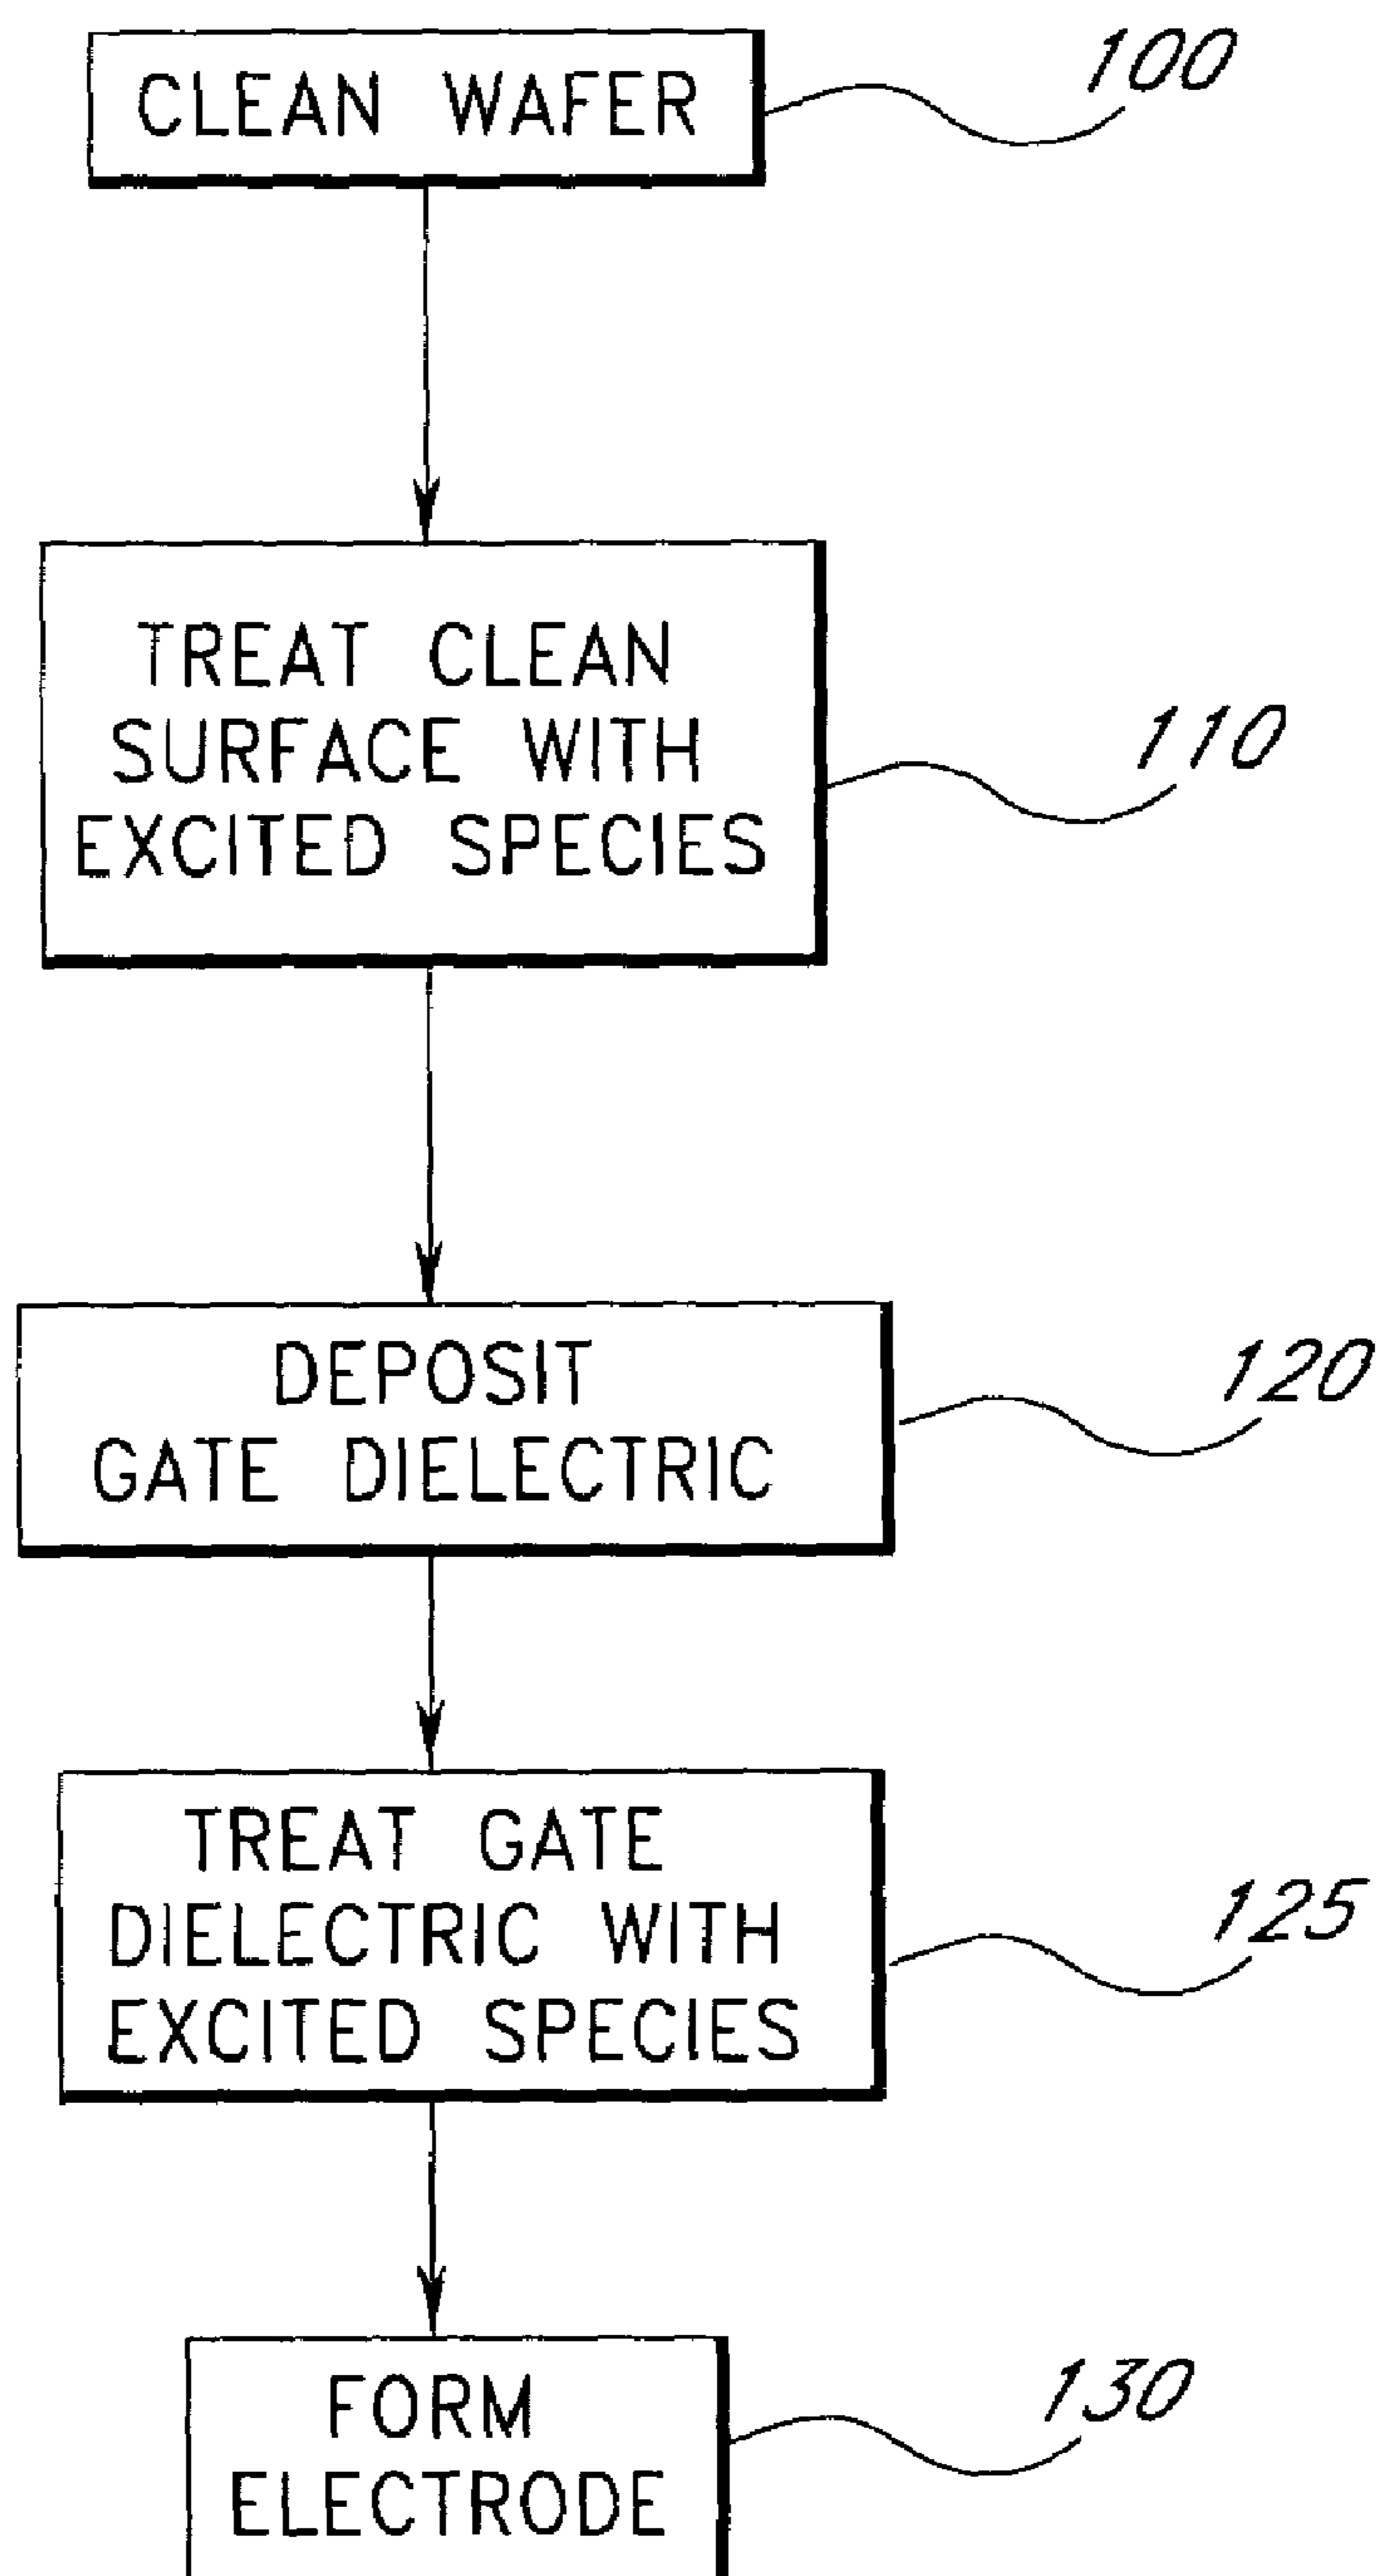 CLEAN WAFER
100
TREAT CLEAN
SURFACE WITH
EXCITED SPECIES
110
DEPOSIT
GATE DIELECTRIC
120
TREAT GATE
DIELECTRIC WITH
EXCITED SPECIES
125
FORM
ELECTRODE
130